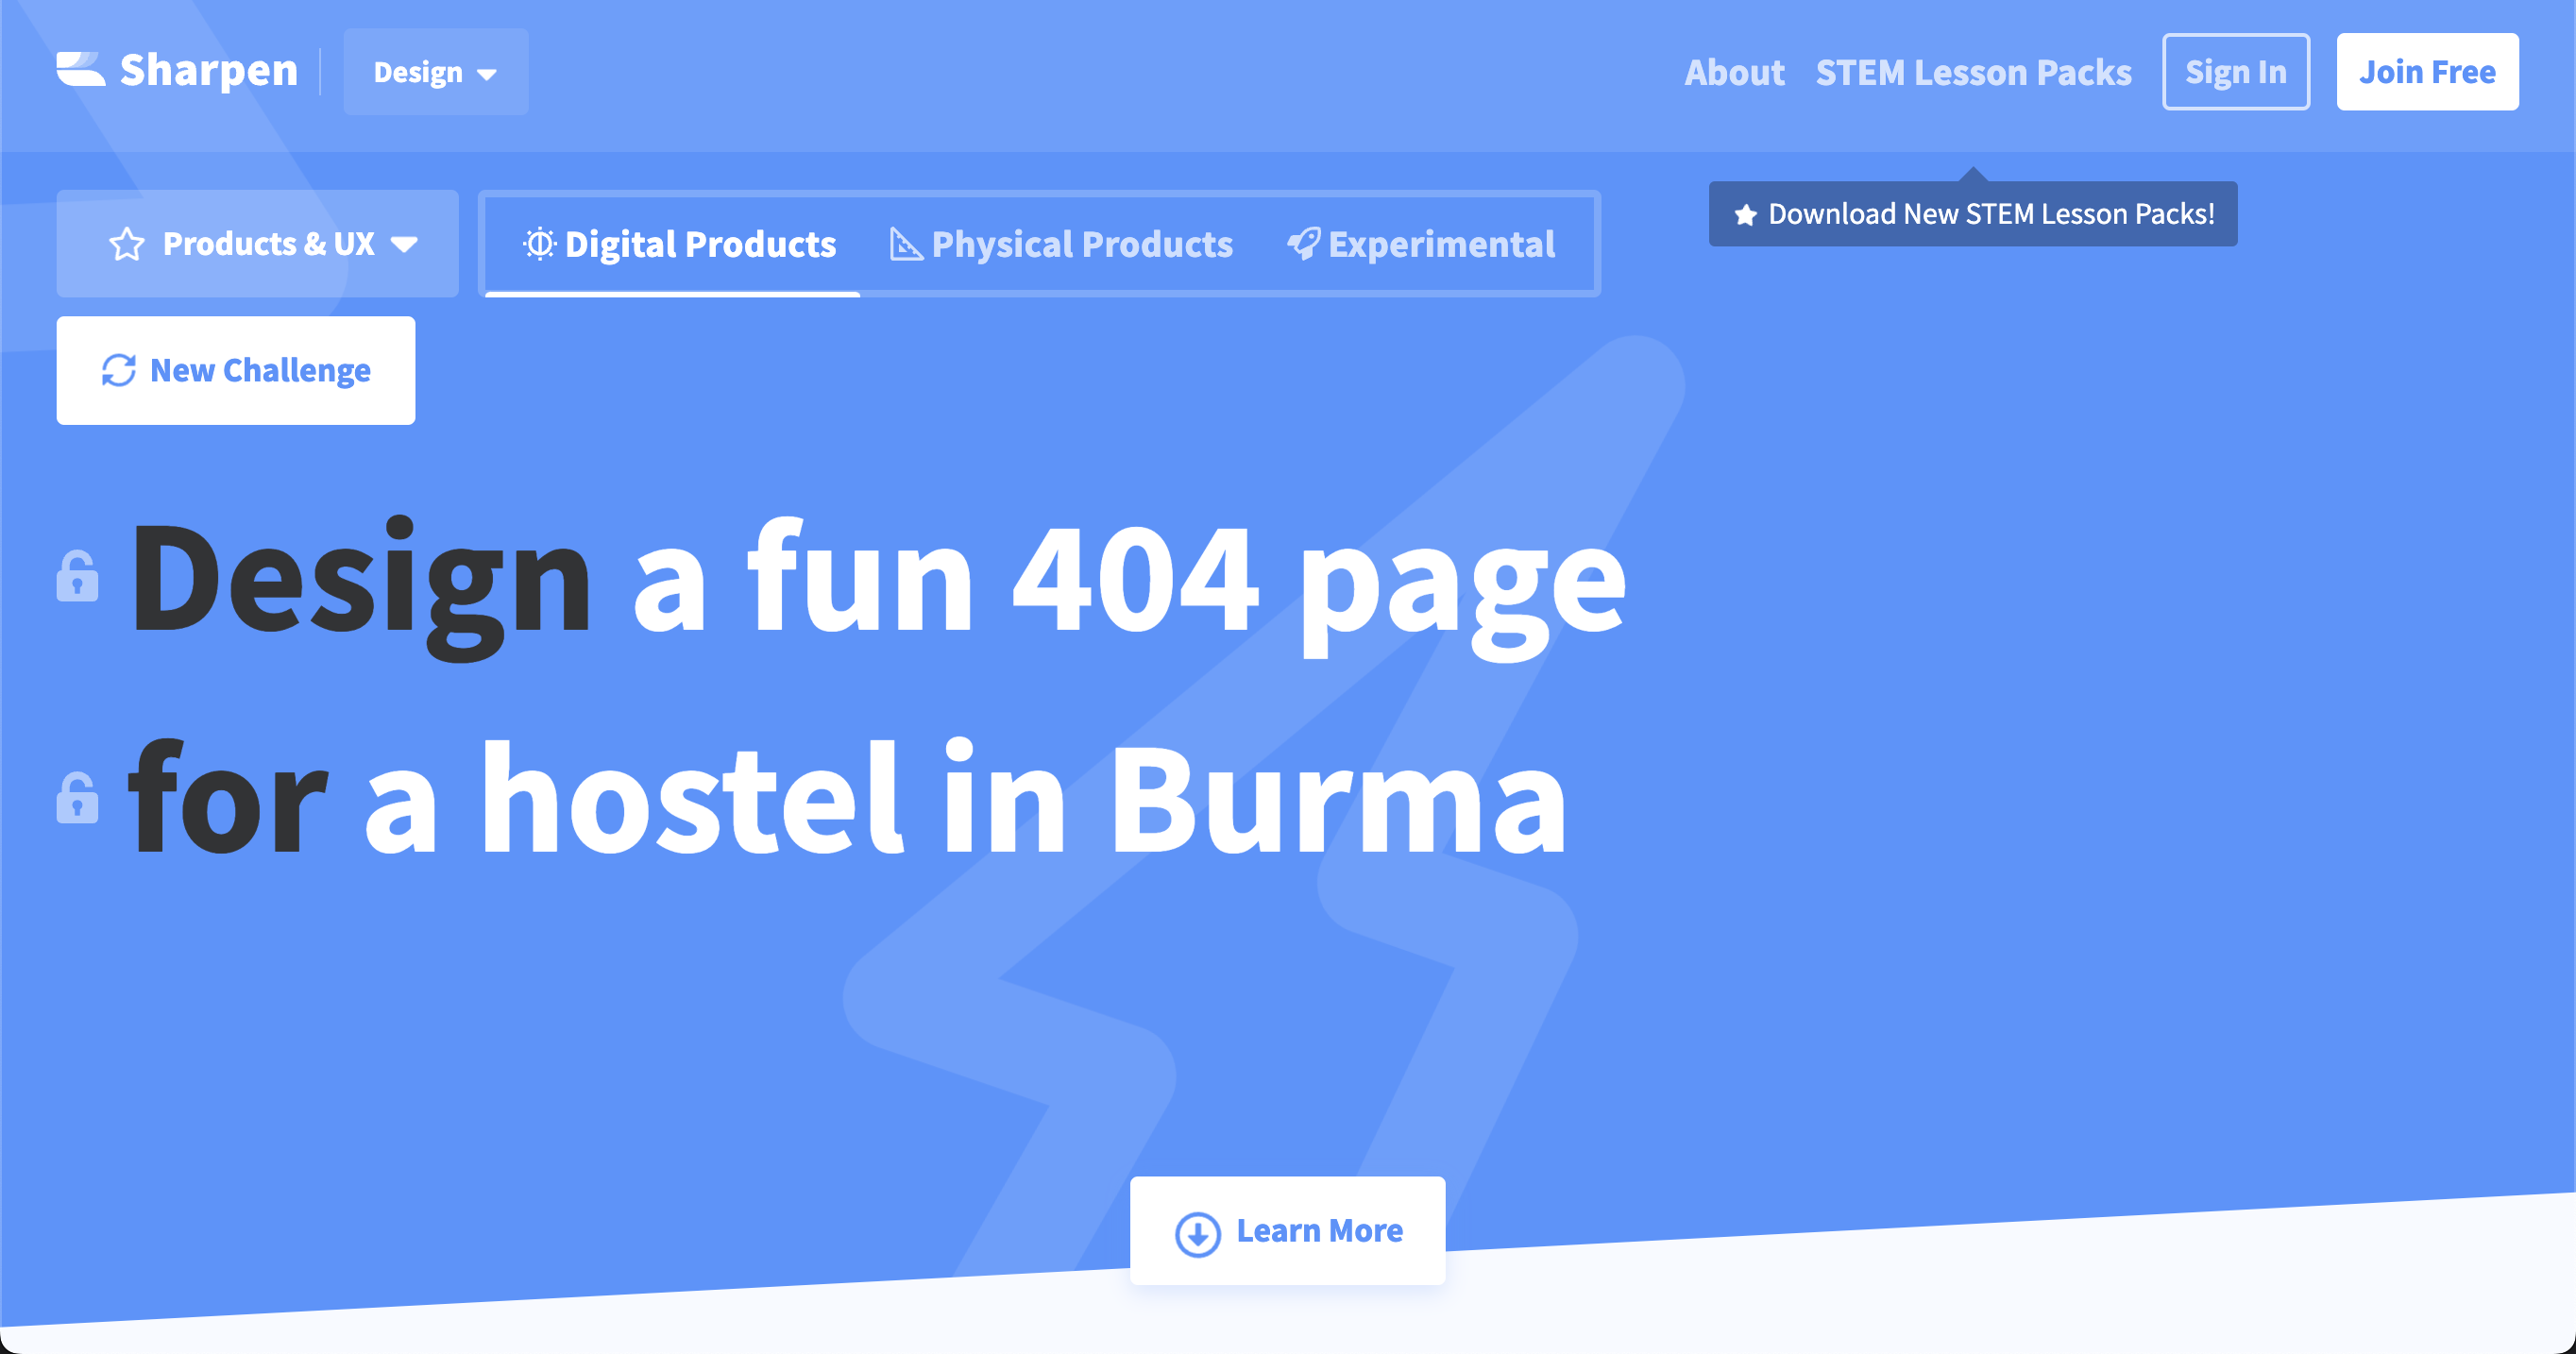 Sharpen
Design
About
STEM Lesson Packs
Sign In
Join Free
Download New STEM Lesson Packs!
Products & UX
Digital Products
Physical Products
Experimental
New Challenge
Design a fun 404 page
for a hostel in Burma
Learn More